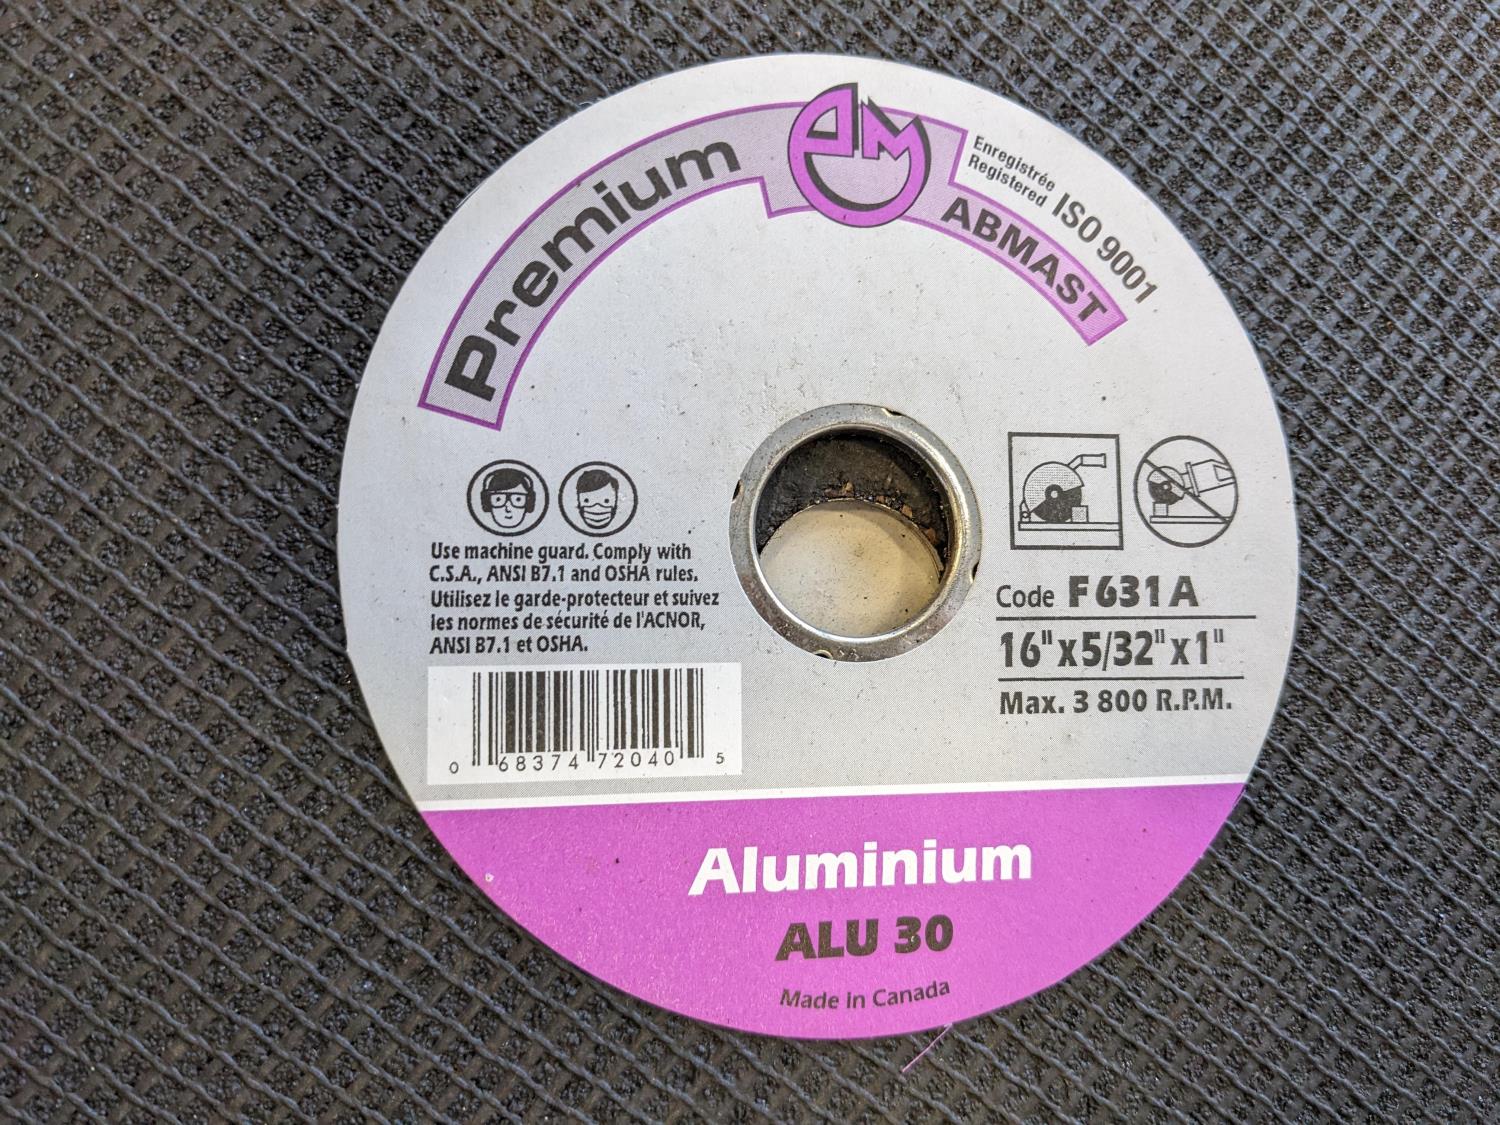 Premium
ABMAST
Enregistrée
Registered
ISO 9001
Use machine guard. Comply with
C.S.A., ANSI B7.1 and OSHA rules.
Utilisez le garde-protecteur et suivez
les normes de sécurité de l'ACNOR,
ANSI B7.1 et OSHA.
0 68374 72040 5
Code F631A
16"x5/32"x1"
Max. 3 800 R.P.M.
Aluminium
ALU 30
Made in Canada